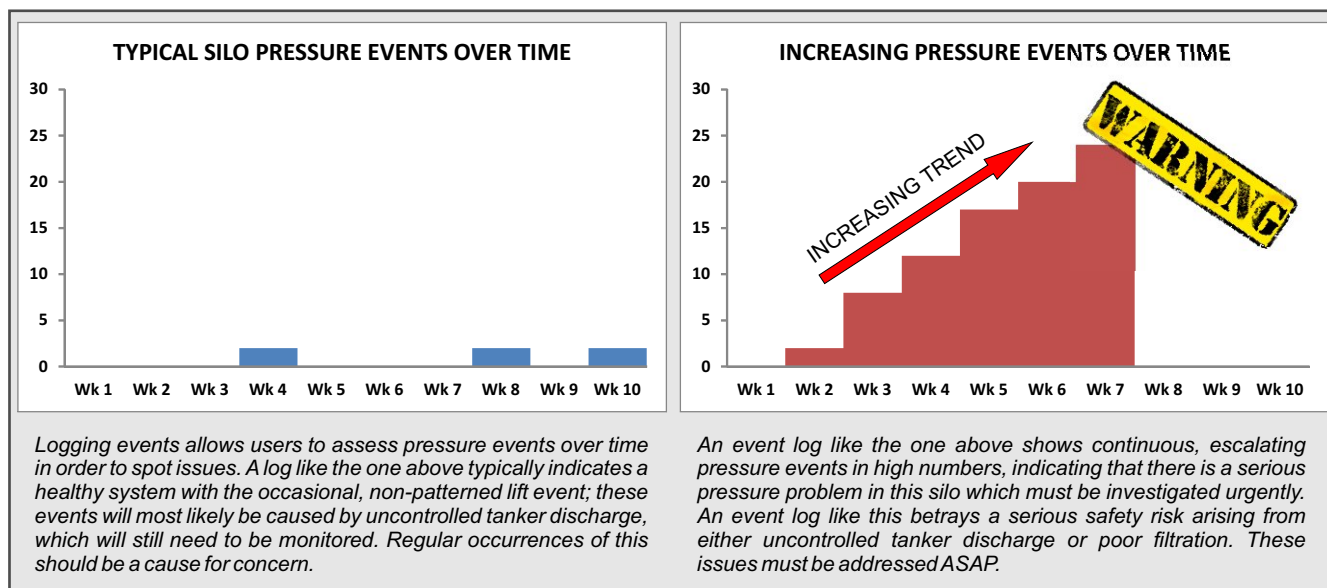 TYPICAL SILO PRESSURE EVENTS OVER TIME
30
25
20
15
10
5
0
Wk 1 Wk 2 Wk 3 Wk 4 Wk 5 Wk 6 Wk 7 Wk 8 Wk 9 Wk 10
Logging events allows users to assess pressure events over time
in order to spot issues. A log like the one above typically indicates a
healthy system with the occasional, non-patterned lift event; these
events will most likely be caused by uncontrolled tanker discharge,
which will still need to be monitored. Regular occurrences of this
should be a cause for concern.
INCREASING PRESSURE EVENTS OVER TIME
30
25
20
15
10
5
0
INCREASING TREND
WARNING
Wk 1 Wk 2 Wk 3 Wk 4 Wk 5 Wk 6 Wk 7 Wk 8 Wk 9 Wk 10
An event log like the one above shows continuous, escalating
pressure events in high numbers, indicating that there is a serious
pressure problem in this silo which must be investigated urgently.
An event log like this betrays a serious safety risk arising from
either uncontrolled tanker discharge or poor filtration. These
issues must be addressed ASAP.